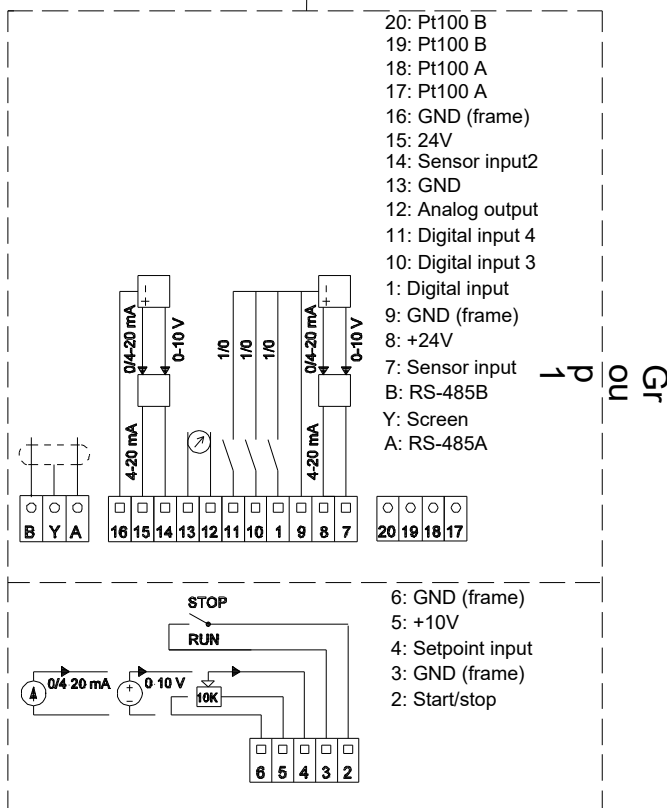 20: Pt100 B
19: Pt100 B
18: Pt100 A
17: Pt100 A
16: GND (frame)
15: 24V
14: Sensor input2
13: GND
12: Analog output
11: Digital input 4
10: Digital input 3
1: Digital input
9: GND (frame)
8: +24V
7: Sensor input
B: RS-485B
Y: Screen
A: RS-485A
Gr
ou
p
1
- +
- +
0/4-20 mA
0-10 V
1/0
1/0
1/0
0/4-20 mA
0-10 V
4-20 mA
4-20 mA
B Y A
16 15 14 13 12 11 10 1 9 8 7
20 19 18 17
6: GND (frame)
5: +10V
4: Setpoint input
3: GND (frame)
2: Start/stop
STOP
RUN
0/4 20 mA
+ -
0 10 V
10K
6 5 4 3 2